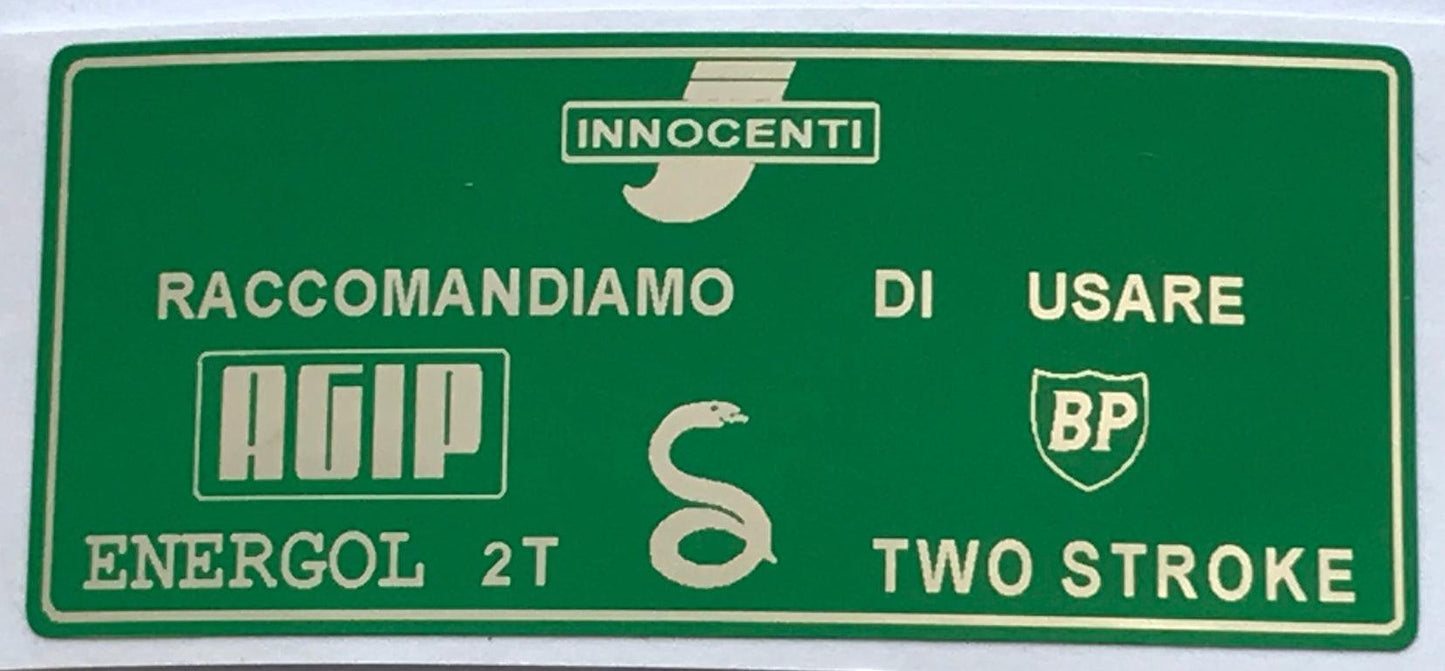 INNOCENTI
RACCOMANDIAMO DI USARE
AGIP BP
ENERGOL 2T TWO STROKE